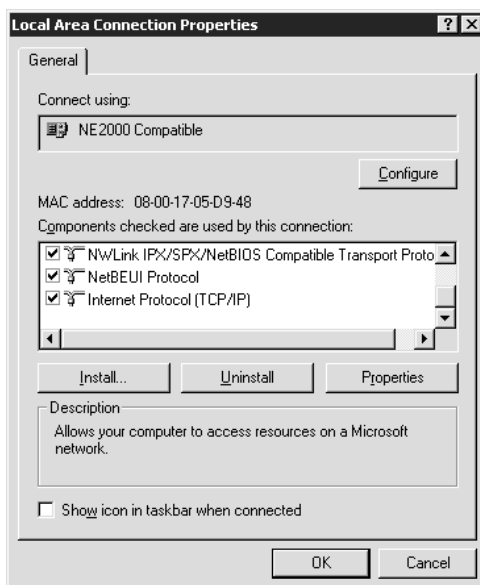 Local Area Connection Properties
General
Connect using:
NE2000 Compatible
Configure
MAC address: 08-00-17-05-D9-48
Components checked are used by this connection:
NWLink IPX/SPX/NetBIOS Compatible Transport Proto
NetBEUI Protocol
Internet Protocol (TCP/IP)
Install... Uninstall Properties
Description
Allows your computer to access resources on a Microsoft
network.
Show icon in taskbar when connected
OK Cancel